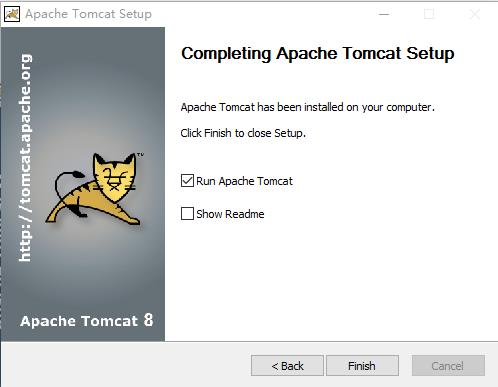 Apache Tomcat Setup
http://tomcat.apache.org
Completing Apache Tomcat Setup
Apache Tomcat has been installed on your computer.
Click Finish to close Setup.
Run Apache Tomcat
Show Readme
TM
Apache Tomcat 8
< Back
Finish
Cancel